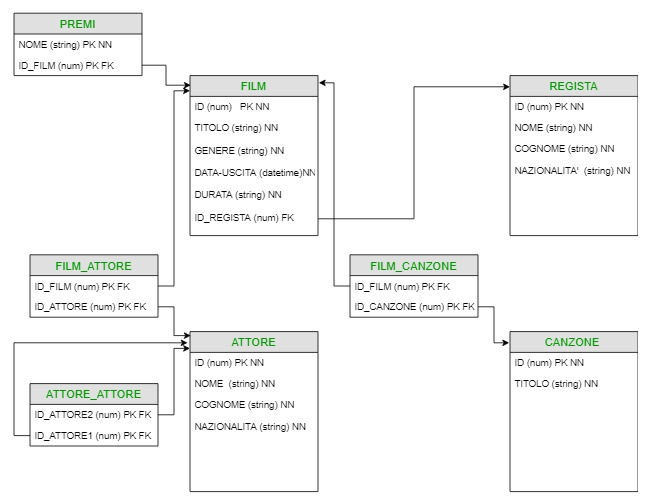 PREMI
NOME (string) PK NN
ID_FILM (num) PK FK
FILM
ID (num) PK NN
TITOLO (string) NN
GENERE (string) NN
DATA-USCITA (datetime)NN
DURATA (string) NN
ID_REGISTA (num) FK
REGISTA
ID (num) PK NN
NOME (string) NN
COGNOME (string) NN
NAZIONALITA' (string) NN
FILM_ATTORE
ID_FILM (num) PK FK
ID_ATTORE (num) PK FK
FILM_CANZONE
ID_FILM (num) PK FK
ID_CANZONE (num) PK FK
ATTORE
ID (num) PK NN
NOME (string) NN
COGNOME (string) NN
NAZIONALITA (string) NN
CANZONE
ID (num) PK NN
TITOLO (string) NN
ATTORE_ATTORE
ID_ATTORE2 (num) PK FK
ID_ATTORE1 (num) PK FK